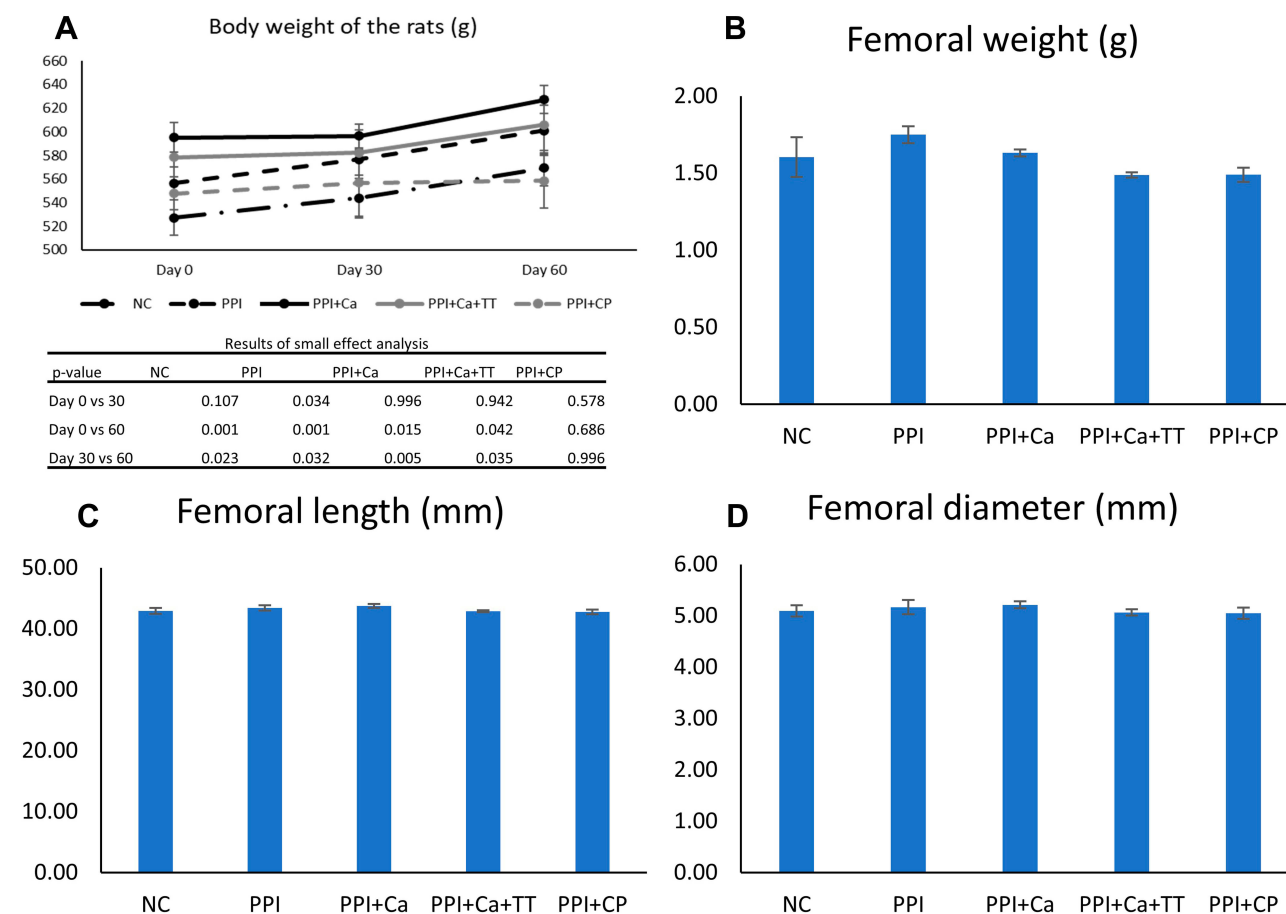 A
Body weight of the rats (g)
660
640
620
600
580
560
540
520
500
Day 0 Day 30 Day 60
NC PPI PPI+Ca PPI+Ca+TT PPI+CP
Results of small effect analysis
p-value NC PPI PPI+Ca PPI+Ca+TT PPI+CP
Day 0 vs 30 0.107 0.034 0.996 0.942 0.578
Day 0 vs 60 0.001 0.001 0.015 0.042 0.686
Day 30 vs 60 0.023 0.032 0.005 0.035 0.996
B
Femoral weight (g)
2.00
1.50
1.00
0.50
0.00
NC PPI PPI+Ca PPI+Ca+TT PPI+CP
C
Femoral length (mm)
50.00
40.00
30.00
20.00
10.00
0.00
NC PPI PPI+Ca PPI+Ca+TT PPI+CP
D
Femoral diameter (mm)
6.00
5.00
4.00
3.00
2.00
1.00
0.00
NC PPI PPI+Ca PPI+Ca+TT PPI+CP